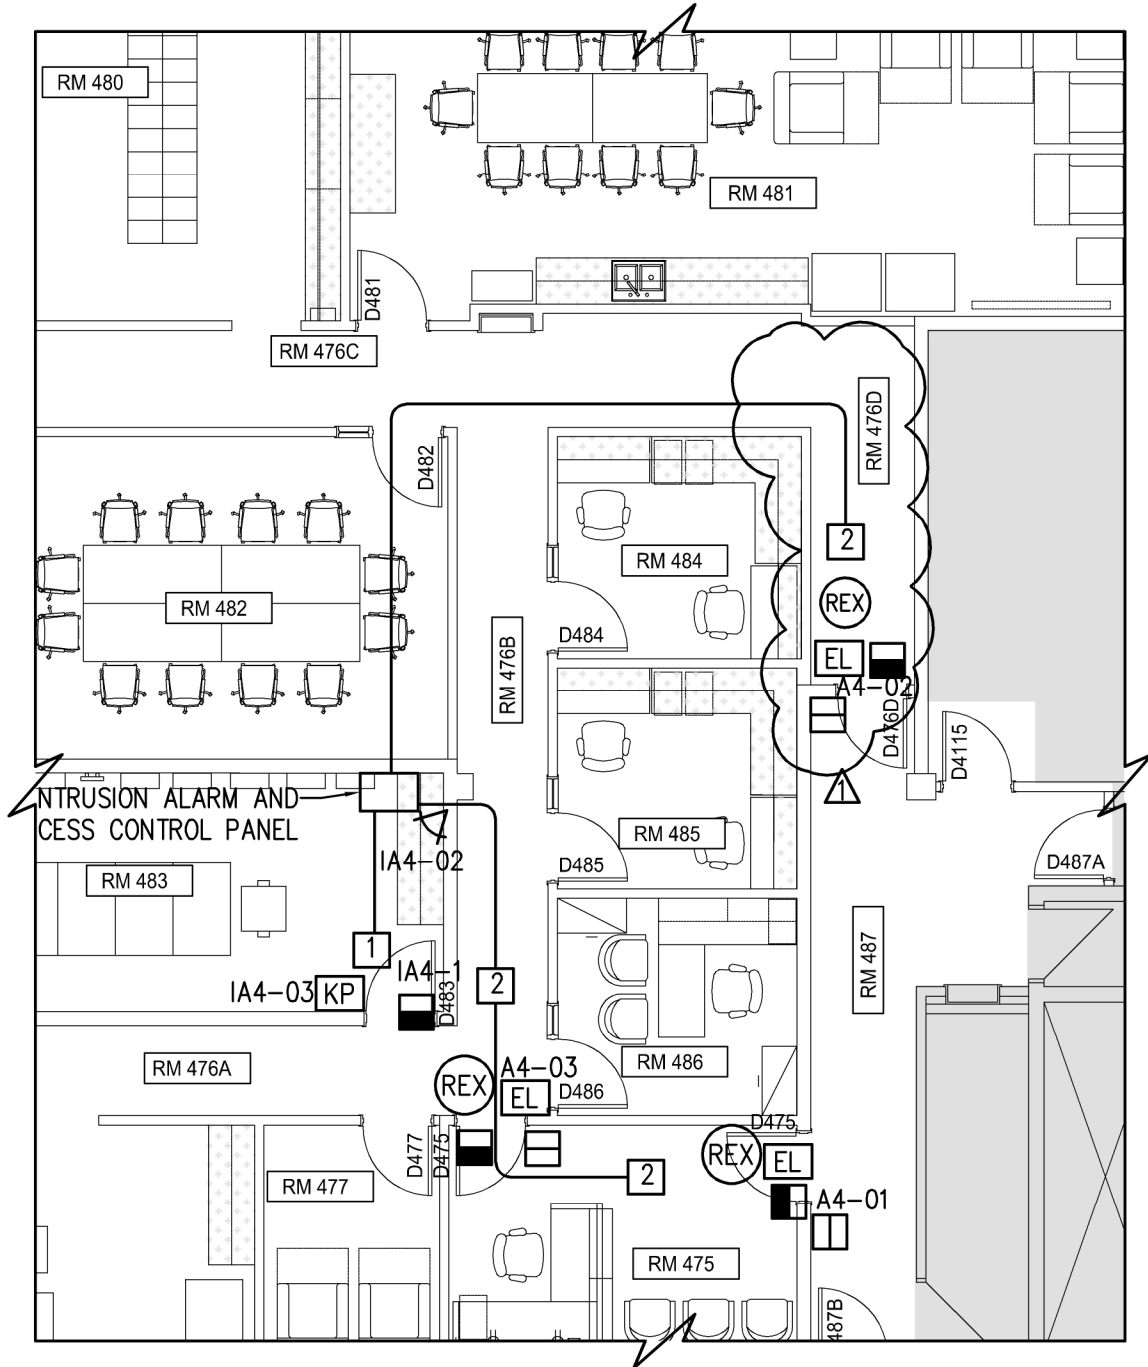 RM 480
RM 481
D481
RM 476C
RM 476D
D482
2
RM 484
REX
RM 482
D484
RM 476B
EL
A4-02
D476D
D4115
1
NTRUSION ALARM AND
CESS CONTROL PANEL
RM 485
IA4-02
D485
D487A
RM 483
1
RM 487
IA4-1
2
IA4-03 KP
D483
RM 486
RM 476A
A4-03
REX
EL
D486
D475
D477
D475
REX
EL
2
RM 477
A4-01
RM 475
487B